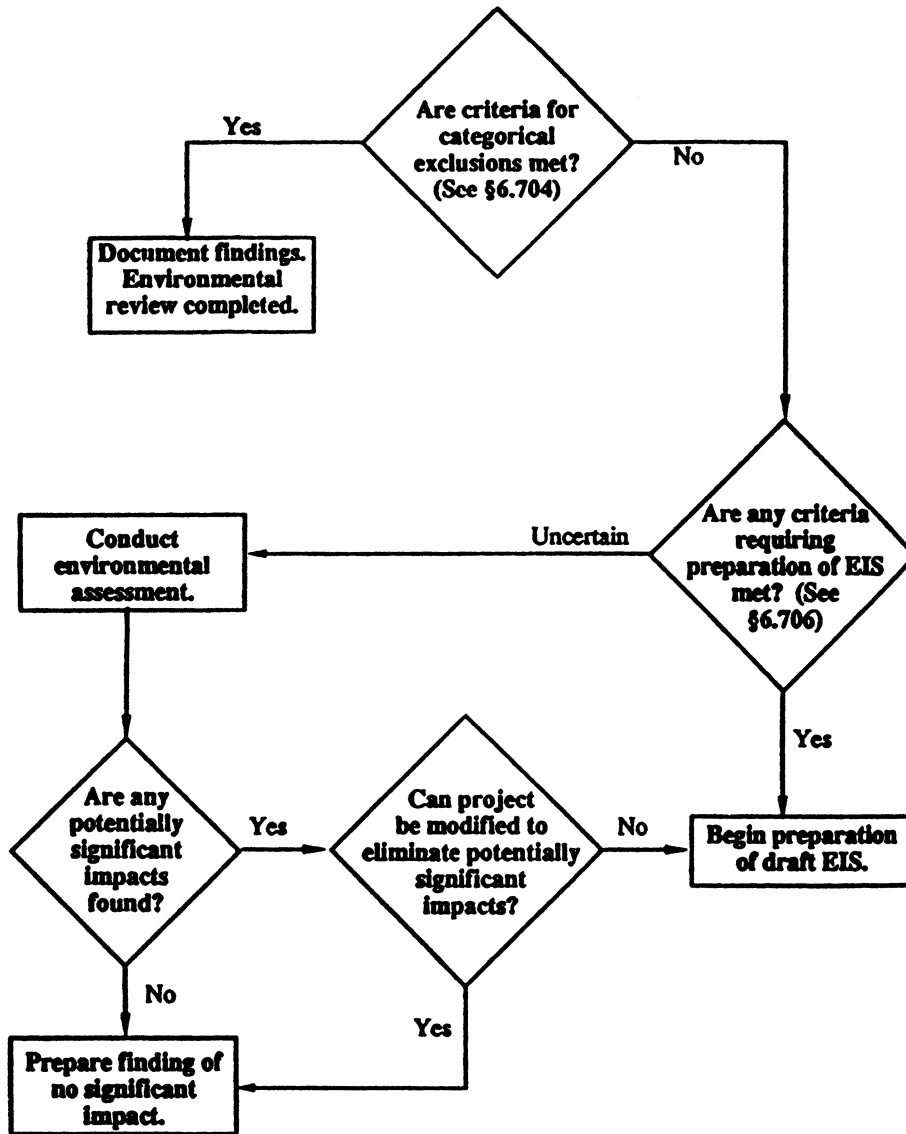 Are criteria for
categorical
exclusions met?
(See §6.704)
Yes
No
Document findings.
Environmental
review completed.
Are any criteria
requiring
preparation of EIS
met? (See
§6.706)
Uncertain
Conduct
environmental
assessment.
Yes
Are any
potentially
significant
impacts
found?
Yes
Can project
be modified to
eliminate potentially
significant
impacts?
No
Begin preparation
of draft EIS.
No
Yes
Prepare finding of
no significant
impact.